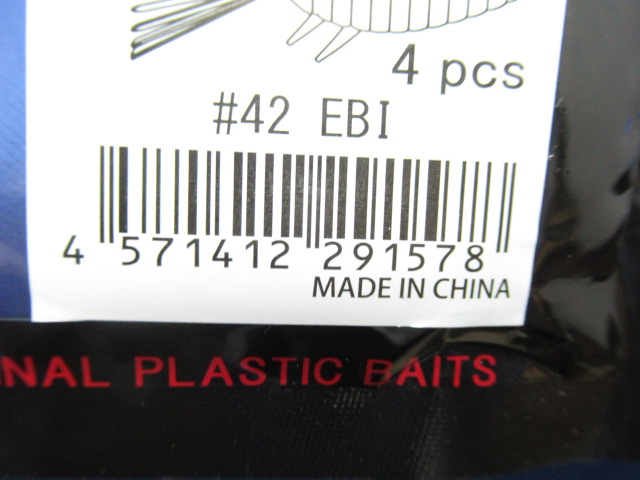 4 pcs
#42 EBI
4 571412 291578
MADE IN CHINA
NAL PLASTIC BAITS